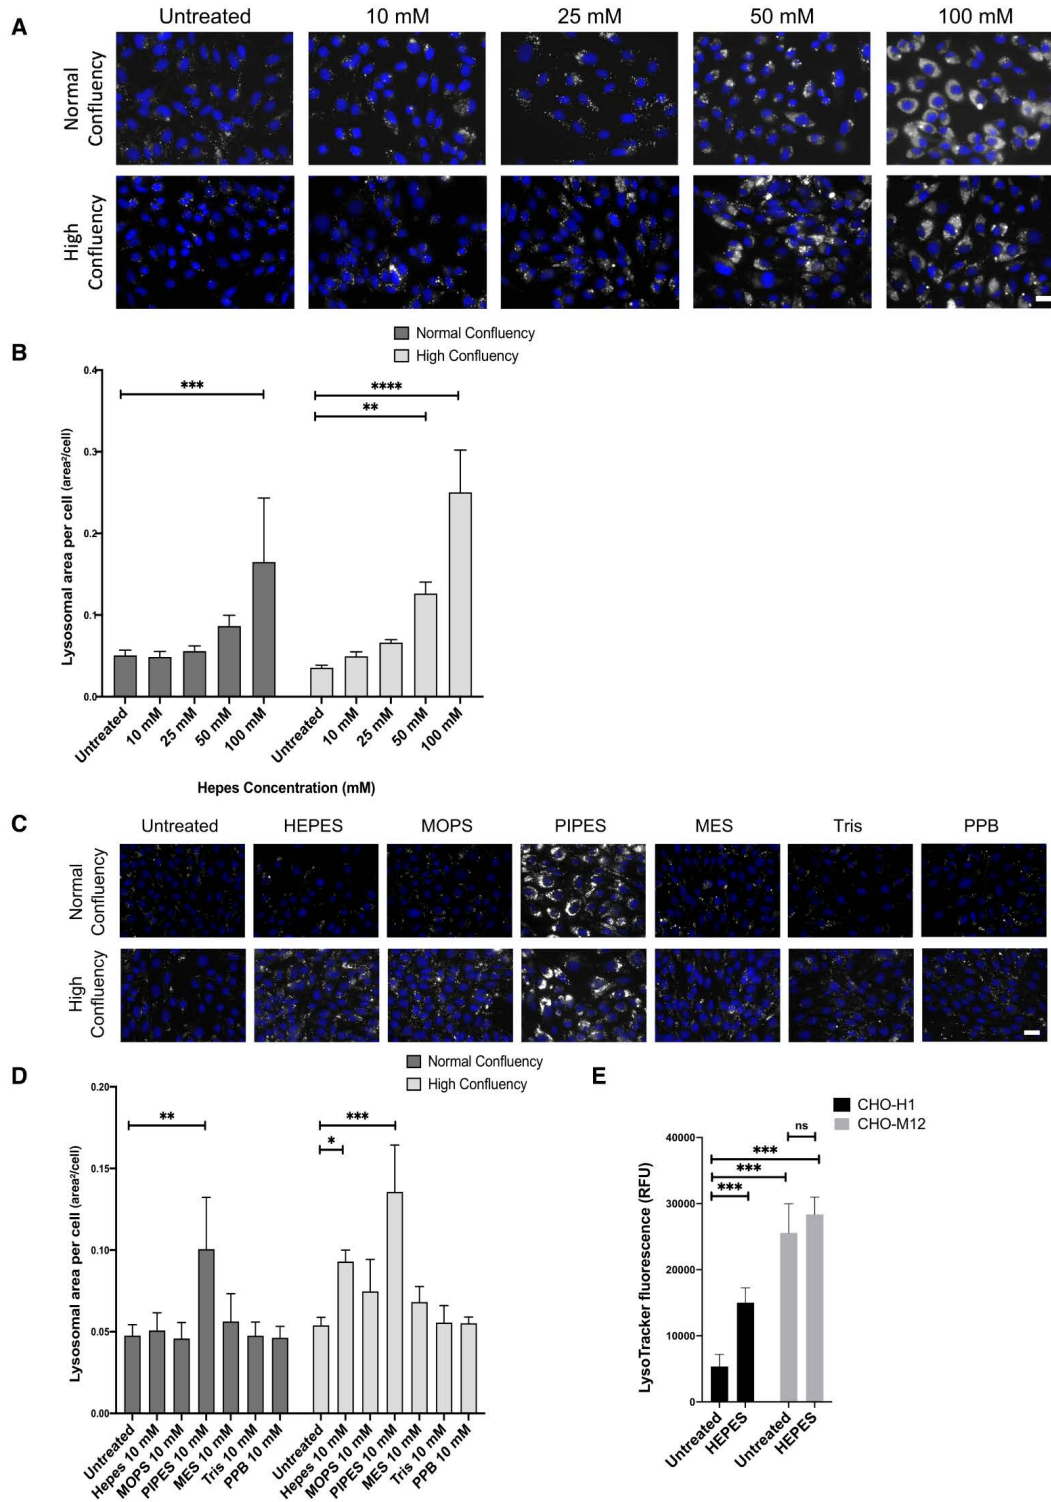 A
Untreated 10 mM 25 mM 50 mM 100 mM
Normal
Confluency
High
Confluency
B
Normal Confluency
High Confluency
Lysosomal area per cell (area²/cell)
0.4
0.3
0.2
0.1
0.0
*** **** **
Untreated 10 mM 25 mM 50 mM 100 mM Untreated 10 mM 25 mM 50 mM 100 mM
Hepes Concentration (mM)
C
Untreated HEPES MOPS PIPES MES Tris PPB
Normal
Confluency
High
Confluency
D
Normal Confluency
High Confluency
Lysosomal area per cell (area²/cell)
0.20
0.15
0.10
0.05
0.00
** *** *
Untreated Hepes 10 mM MOPS 10 mM PIPES 10 mM MES 10 mM Tris 10 mM PPB 10 mM Untreated Hepes 10 mM MOPS 10 mM PIPES 10 mM MES 10 mM Tris 10 mM PPB 10 mM
E
CHO-H1
CHO-M12
LysoTracker fluorescence (RFU)
40000
30000
20000
10000
0
ns
***
***
***
Untreated HEPES Untreated HEPES